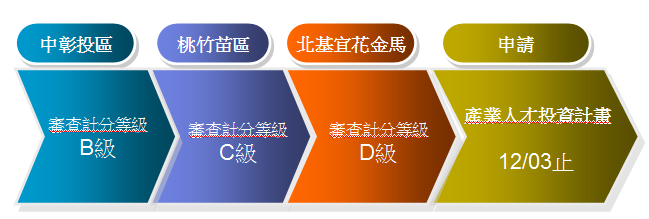 中彰投區
桃竹苗區
北基宜花金馬
申請
審查計分等級
B級
審查計分等級
C級
審查計分等級
D級
產業人才投資計畫
12/03止